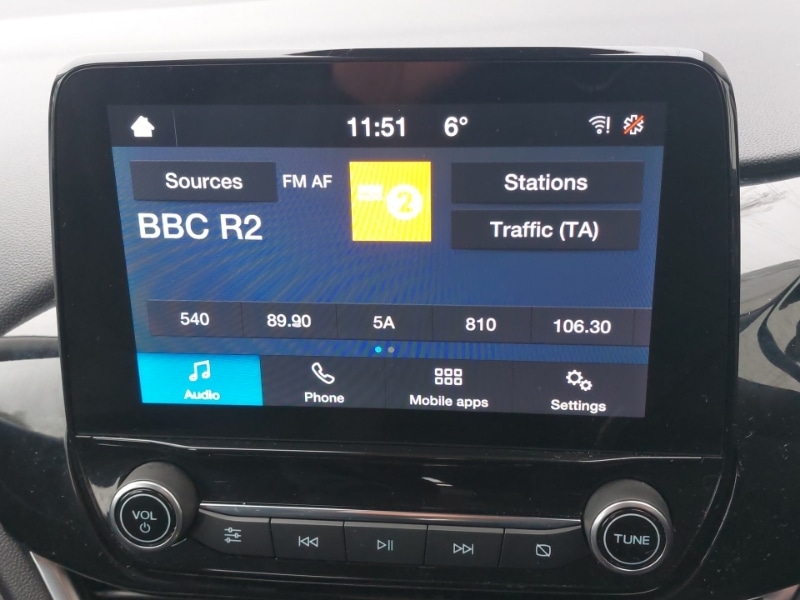 11:51 6°
Sources FM AF 2 Stations
BBC R2 Traffic (TA)
540 89.90 5A 810 106.30
Audio Phone Mobile apps Settings
VOL TUNE